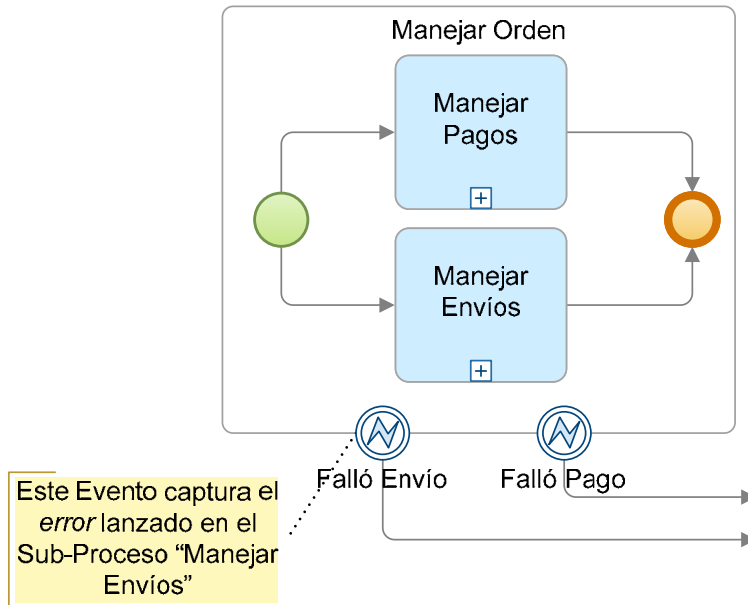 Manejar Orden
Manejar
Pagos
Manejar
Envíos
Falló Envío
Falló Pago
Este Evento captura el
error lanzado en el
Sub-Proceso “Manejar
Envíos”